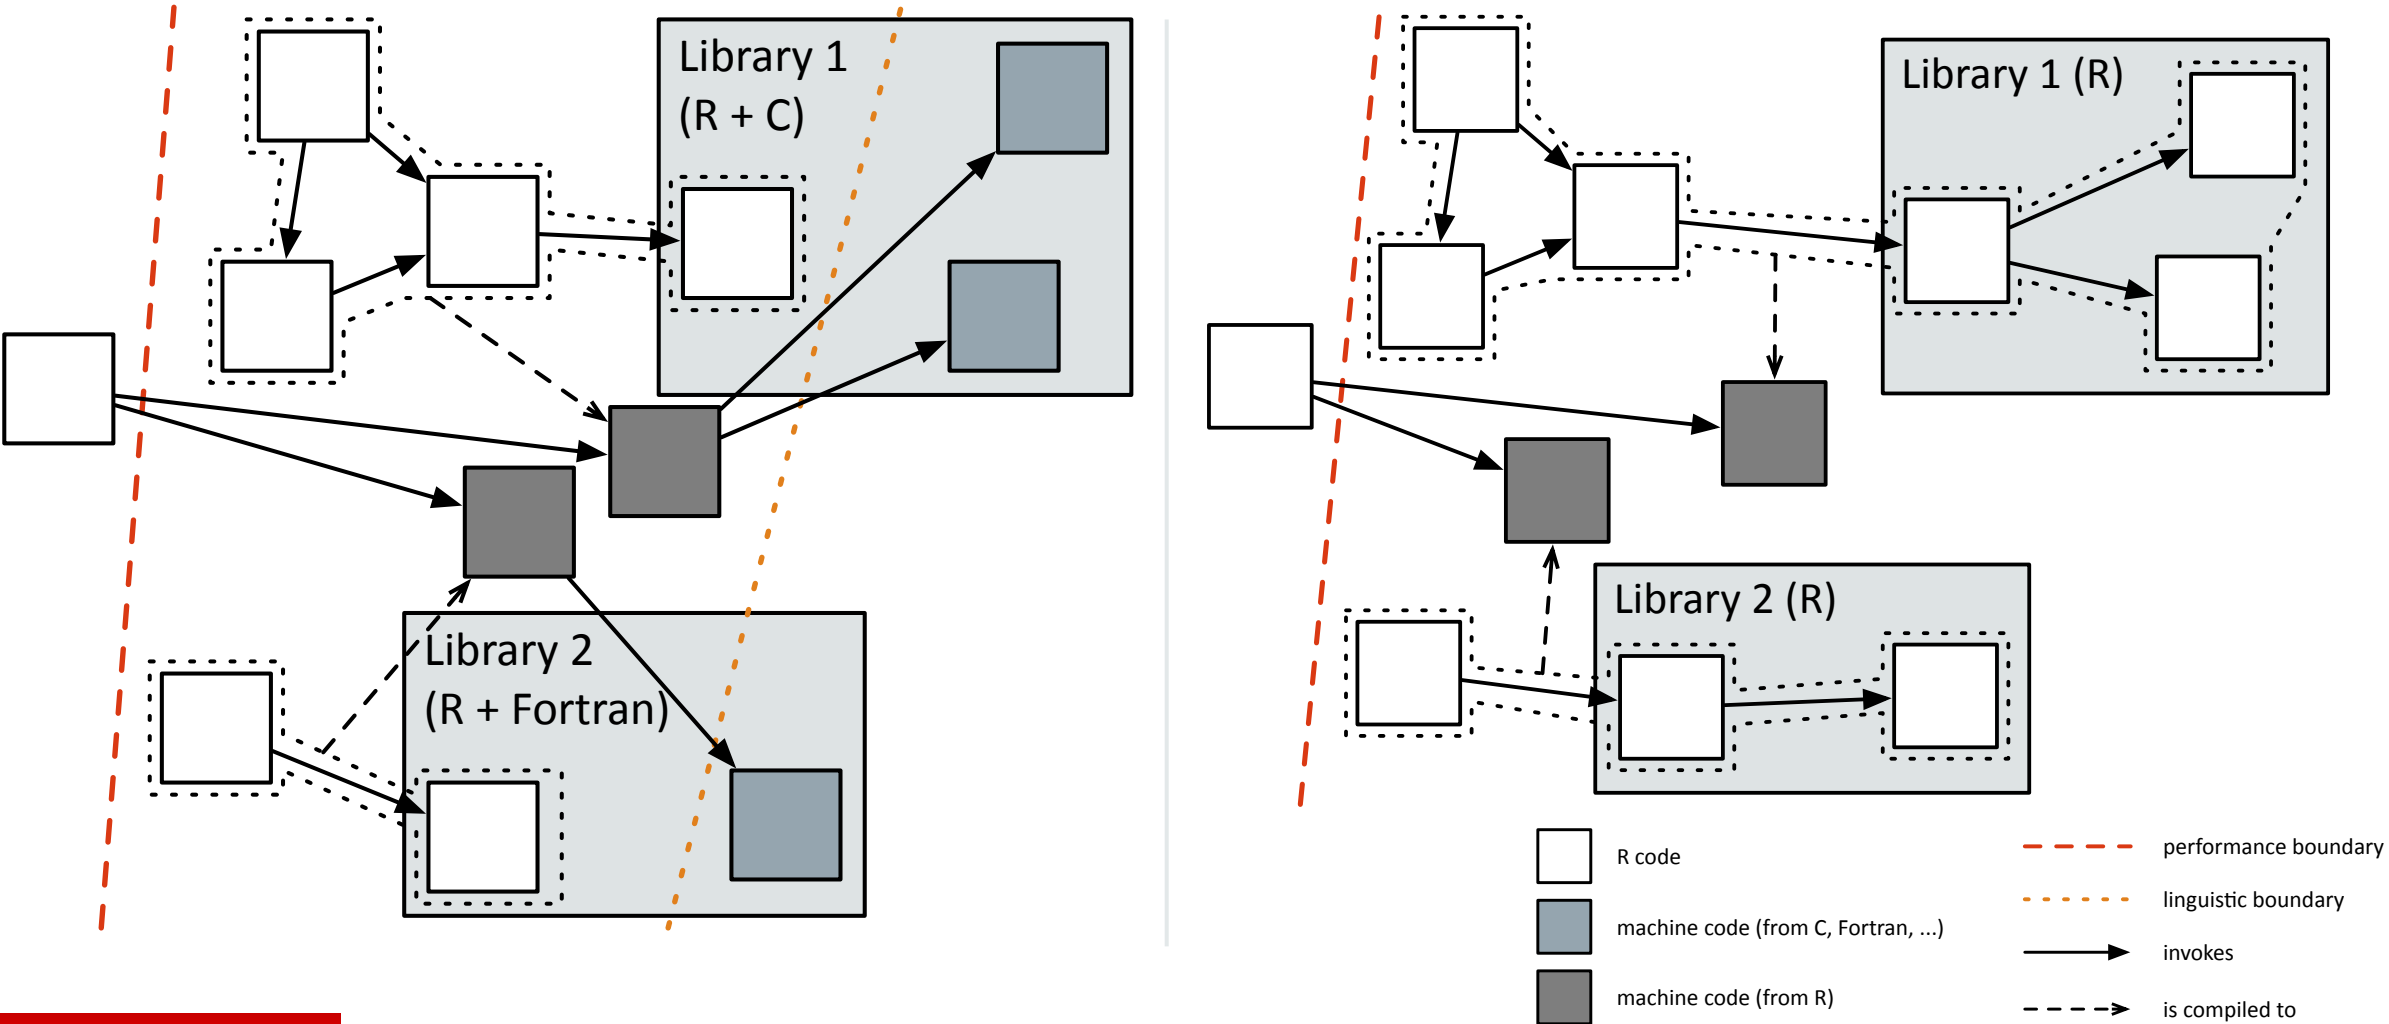 Library 1
(R + C)
Library 2
(R + Fortran)
Library 1 (R)
Library 2 (R)
R code
machine code (from C, Fortran, ...)
machine code (from R)
performance boundary
linguistic boundary
invokes
is compiled to